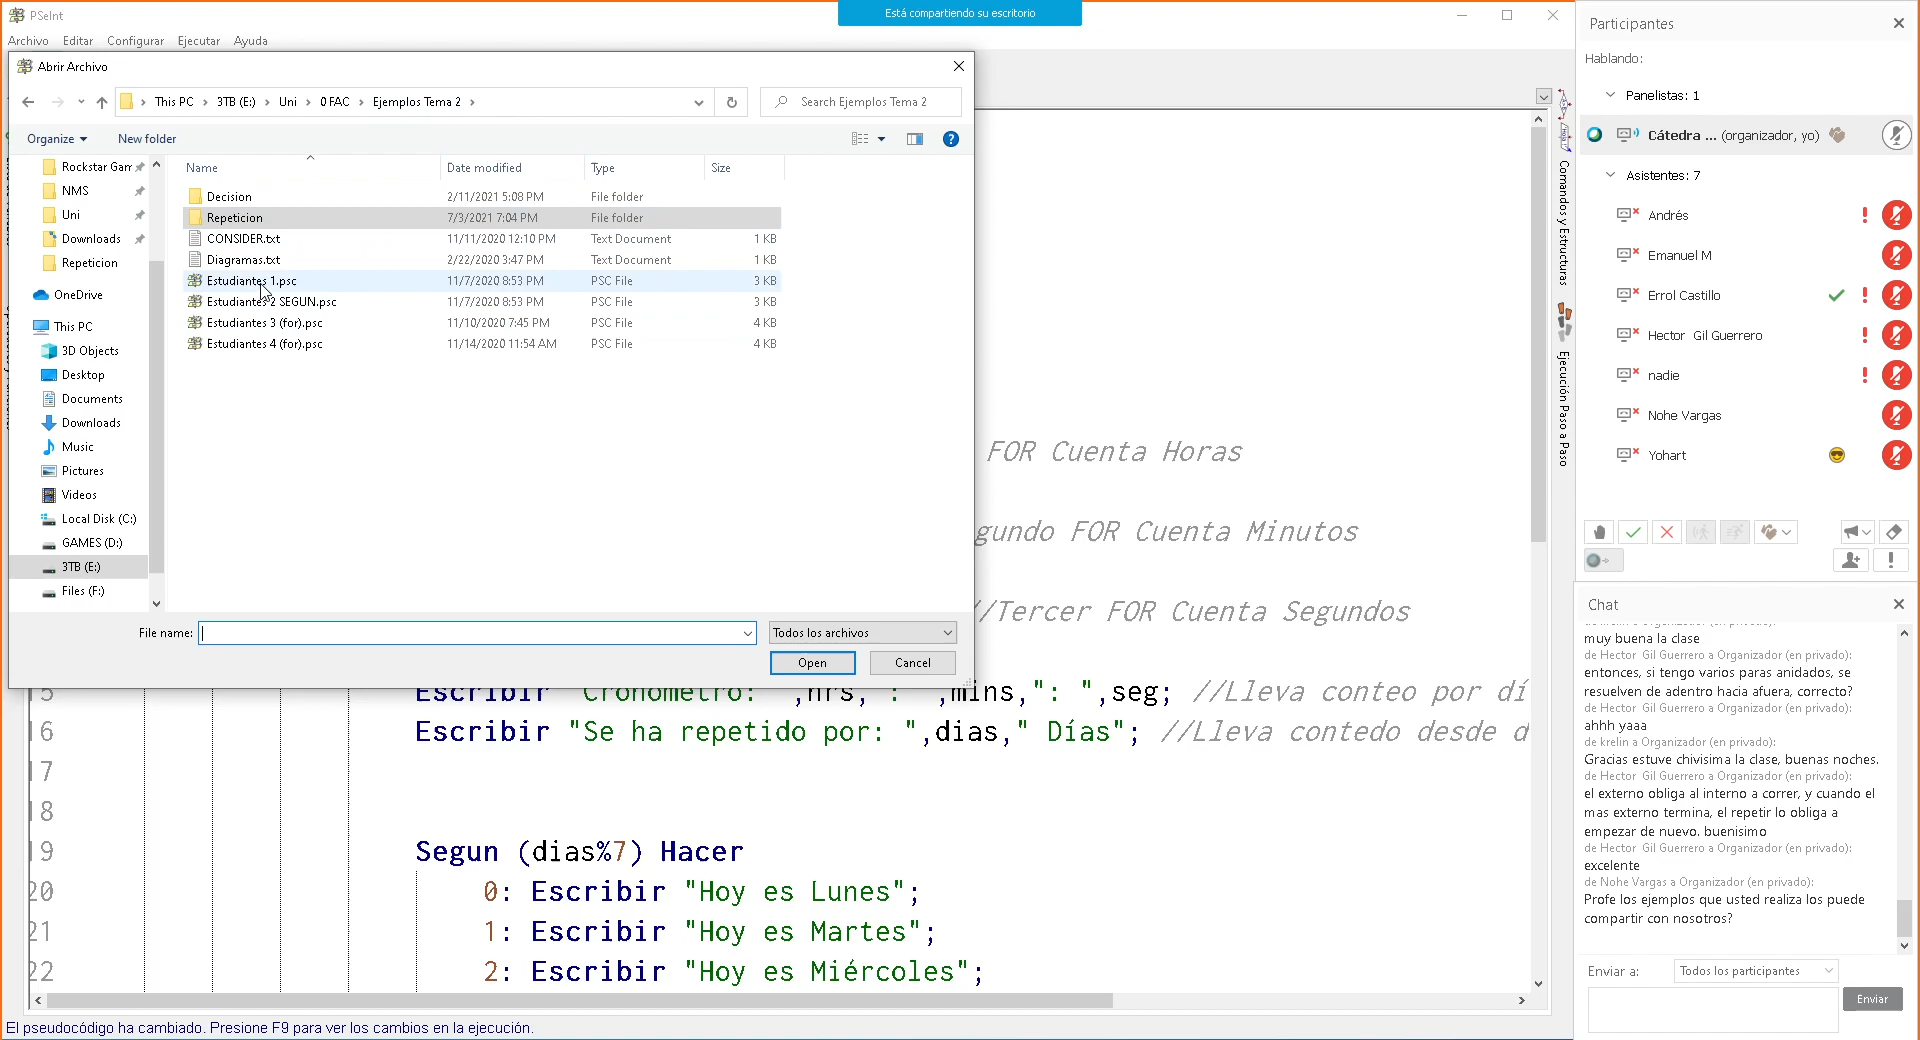 PSeInt
Está compartiendo su escritorio
Archivo Editar Configurar Ejecutar Ayuda
Abrir Archivo
This PC 3TB (E:) Uni 0 FAC Ejemplos Tema 2
Search Ejemplos Tema 2
Organize New folder
Name Date modified Type Size
Rockstar Gam
NMS
Uni
Downloads
Repeticion
OneDrive
This PC
3D Objects
Desktop
Documents
Downloads
Music
Pictures
Videos
Local Disk (C:)
GAMES (D:)
3TB (E:)
Files (F:)
Decision 2/11/2021 5:08 PM File folder
Repeticion 7/3/2021 7:04 PM File folder
CONSIDER.txt 11/11/2020 12:10 PM Text Document 1 KB
Diagramas.txt 2/22/2020 3:47 PM Text Document 1 KB
Estudiantes 1.psc 11/7/2020 8:53 PM PSC File 3 KB
Estudiantes 2 SEGUN.psc 11/7/2020 8:53 PM PSC File 3 KB
Estudiantes 3 (for).psc 11/10/2020 7:45 PM PSC File 4 KB
Estudiantes 4 (for).psc 11/14/2020 11:54 AM PSC File 4 KB
File name:
Todos los archivos
Open Cancel
FOR Cuenta Horas
gundo FOR Cuenta Minutos
//Tercer FOR Cuenta Segundos
15 Escribir "Cronometro: ",hrs,": ",mins,": ",seg; //Lleva conteo por dí
16 Escribir "Se ha repetido por: ",dias," Días"; //Lleva contedo desde d
17
18
19 Segun (dias%7) Hacer
20 0: Escribir "Hoy es Lunes";
21 1: Escribir "Hoy es Martes";
22 2: Escribir "Hoy es Miércoles";
El pseudocódigo ha cambiado. Presione F9 para ver los cambios en la ejecución.
Comandos y Estructuras
Ejecución Paso a Paso
Participantes
Hablando:
Panelistas: 1
Cátedra ... (organizador, yo)
Asistentes: 7
Andrés
Emanuel M
Errol Castillo
Hector Gil Guerrero
nadie
Nohe Vargas
Yohart
Chat
muy buena la clase
de Hector Gil Guerrero a Organizador (en privado):
entonces, si tengo varios paras anidados, se
resuelven de adentro hacia afuera, correcto?
de Hector Gil Guerrero a Organizador (en privado):
ahhh yaaa
de krelin a Organizador (en privado):
Gracias estuve chivisima la clase, buenas noches.
de Hector Gil Guerrero a Organizador (en privado):
el externo obliga al interno a correr, y cuando el
mas externo termina, el repetir lo obliga a
empezar de nuevo. buenisimo
de Hector Gil Guerrero a Organizador (en privado):
excelente
de Nohe Vargas a Organizador (en privado):
Profe los ejemplos que usted realiza los puede
compartir con nosotros?
Enviar a: Todos los participantes
Enviar